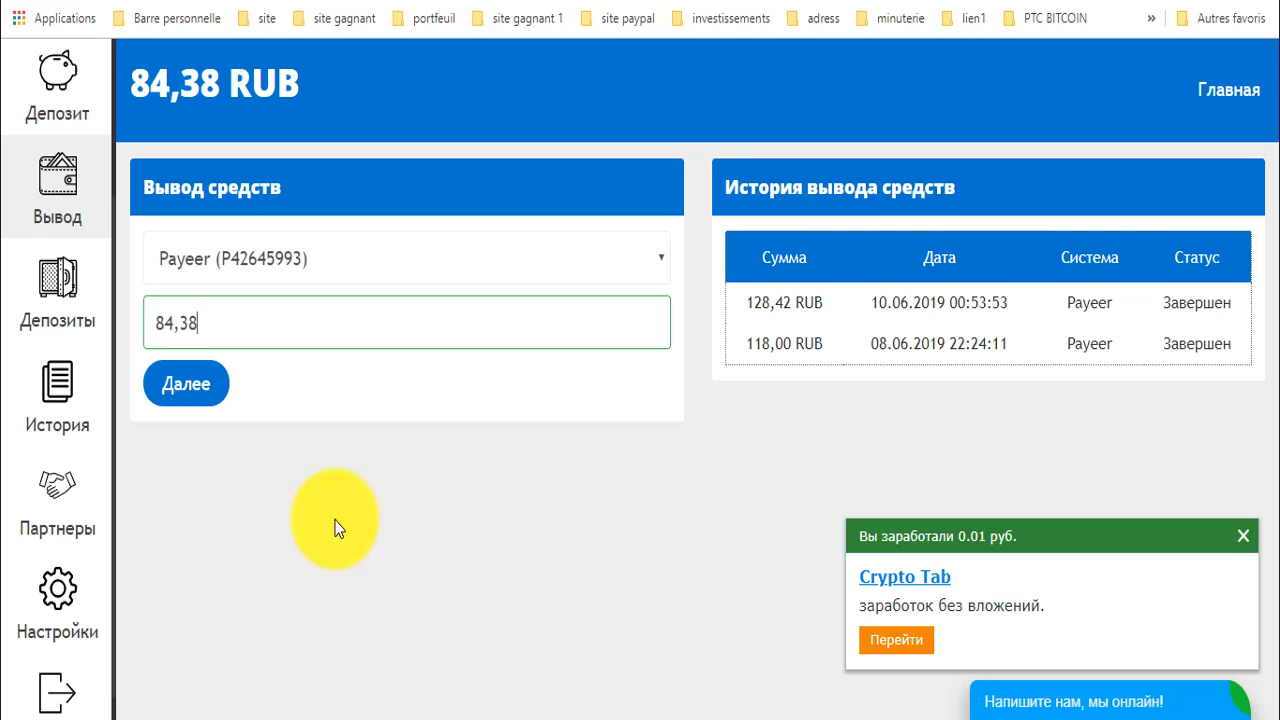 Applications Barre personnelle site site gagnant portfeuil site gagnant 1 site paypal investissements adress minuterie lien1 PTC BITCOIN » Autres favoris
Депозит
Вывод
Депозиты
История
Партнеры
Настройки
84,38 RUB
Главная
Вывод средств
Payeer (P42645993)
84,38
Далее
История вывода средств
Сумма Дата Система Статус
128,42 RUB 10.06.2019 00:53:53 Payeer Завершен
118,00 RUB 08.06.2019 22:24:11 Payeer Завершен
Вы заработали 0.01 руб.
Crypto Tab
заработок без вложений.
Перейти
Напишите нам, мы онлайн!